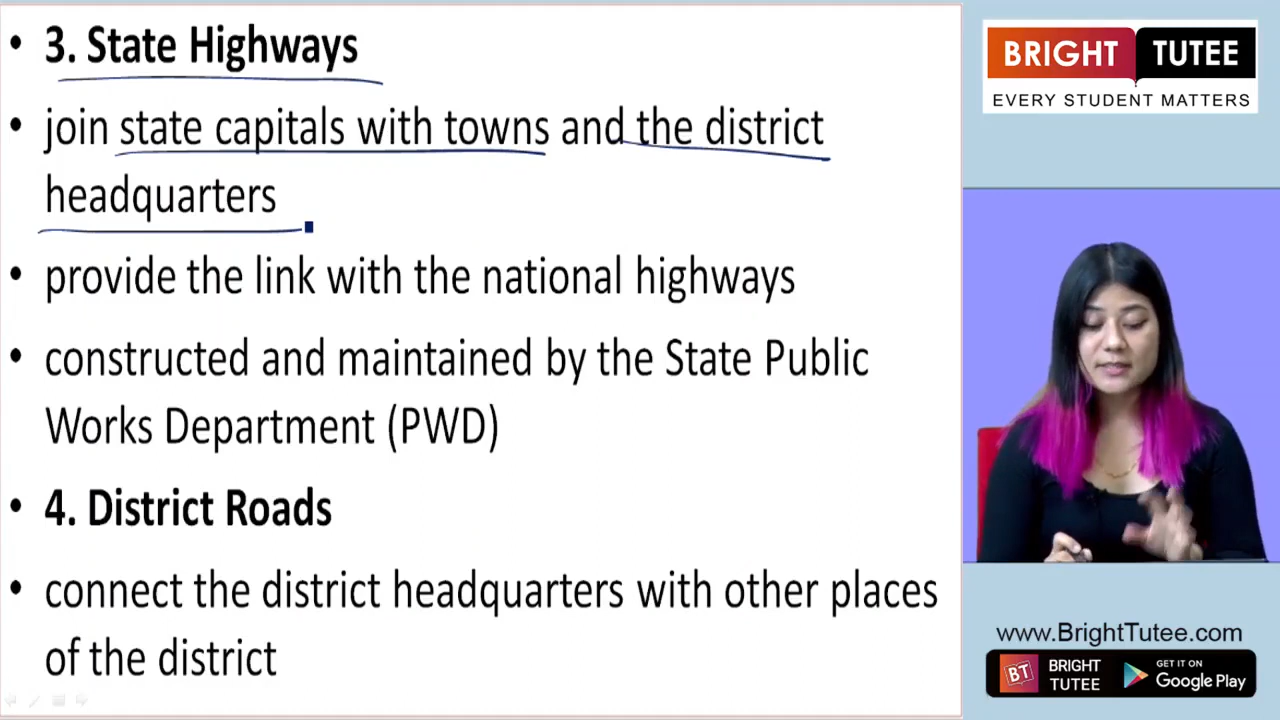 • 3. State Highways
• join state capitals with towns and the district
headquarters
• provide the link with the national highways
• constructed and maintained by the State Public
Works Department (PWD)
• 4. District Roads
• connect the district headquarters with other places
of the district
BRIGHT TUTEE
EVERY STUDENT MATTERS
www.BrightTutee.com
BT
BRIGHT
TUTEE
GET IT ON
Google Play